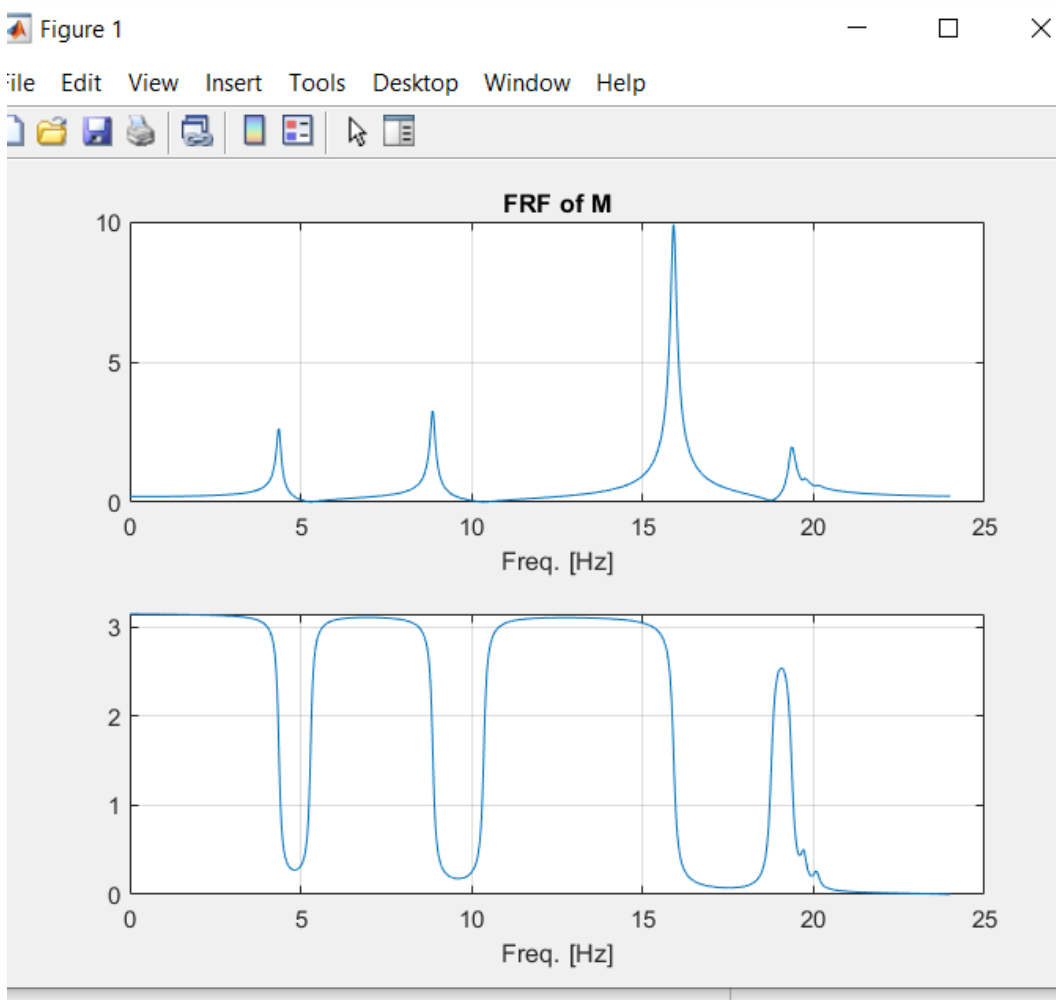 Figure 1
File Edit View Insert Tools Desktop Window Help
FRF of M
10
5
0
0 5 10 15 20 25
Freq. [Hz]
3
2
1
0
0 5 10 15 20 25
Freq. [Hz]